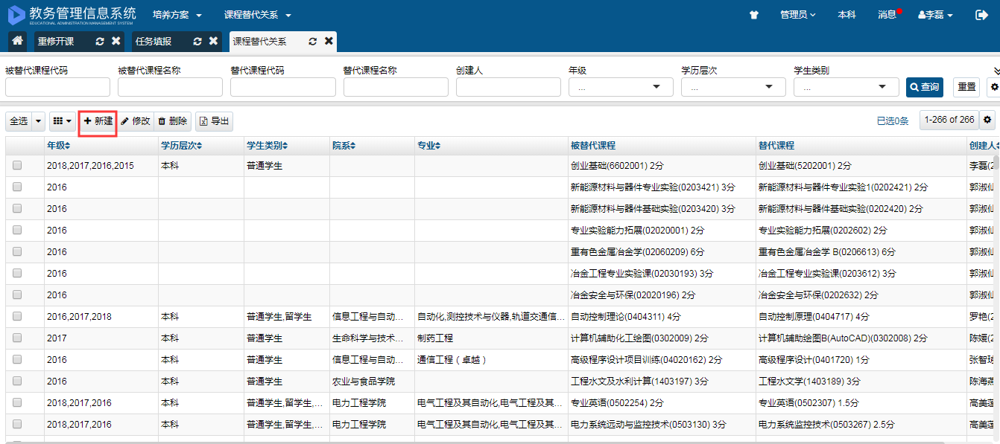 教务管理信息系统 培养方案 课程替代关系 管理员 本科 消息 李磊
EDUCATIONAL ADMINISTRATION MANAGEMENT SYSTEM
重修开课 任务填报 课程替代关系
被替代课程代码 被替代课程名称 替代课程代码 替代课程名称 创建人 年级 学历层次 学生类别
... ... ... 查询 重置
全选 新建 修改 删除 导出 已选0条 1-266 of 266
年级 学历层次 学生类别 院系 专业 被替代课程 替代课程 创建人
2018,2017,2016,2015 本科 普通学生 创业基础(6602001) 2分 创业基础(5202001) 2分 李磊(2
2016 新能源材料与器件专业实验(0203421) 3分 新能源材料与器件专业实验1(0202421) 2分 郭淑仙
2016 新能源材料与器件基础实验(0203420) 3分 新能源材料与器件基础实验(0202420) 2分 郭淑仙
2016 专业实验能力拓展(02020001) 2分 专业实验能力拓展(0202602) 2分 郭淑仙
2016 重有色金属冶金学(02060209) 6分 重有色金属冶金学 B(0206613) 6分 郭淑仙
2016 冶金工程专业实验课(02030193) 3分 冶金工程专业实验课(0203612) 3分 郭淑仙
2016 冶金安全与环保(02020196) 2分 冶金安全与环保(0202632) 2分 郭淑仙
2016,2017,2018 本科 普通学生,留学生 信息工程与自动... 自动化,测控技术与仪器,轨道交通信... 自动控制理论(0404311) 4分 自动控制原理(0404717) 4分 罗艳(2
2017 本科 普通学生 生命科学与技术... 制药工程 计算机辅助化工绘图(0302009) 2分 计算机辅助绘图B(AutoCAD)(0302008) 2分 陈媛(2
2016 本科 普通学生 信息工程与自动... 通信工程（卓越） 高级程序设计项目训练(04020162) 2分 高级程序设计(0401720) 1分 张智
2016 本科 普通学生 农业与食品学院 工程水文及水利计算(1403197) 3分 工程水文学(1403189) 3分 陈海燕
2018,2017,2016 本科 普通学生,留学生,... 电力工程学院 电气工程及其自动化,电气工程及其... 专业英语(0502254) 2分 专业英语(0502307) 1.5分 高美莲
2018,2017,2016 本科 普通学生,留学生,... 电力工程学院 电气工程及其自动化,电气工程及其... 电力系统远动与监控技术(0503130) 3分 电力系统监控技术(0503267) 2.5分 高美莲